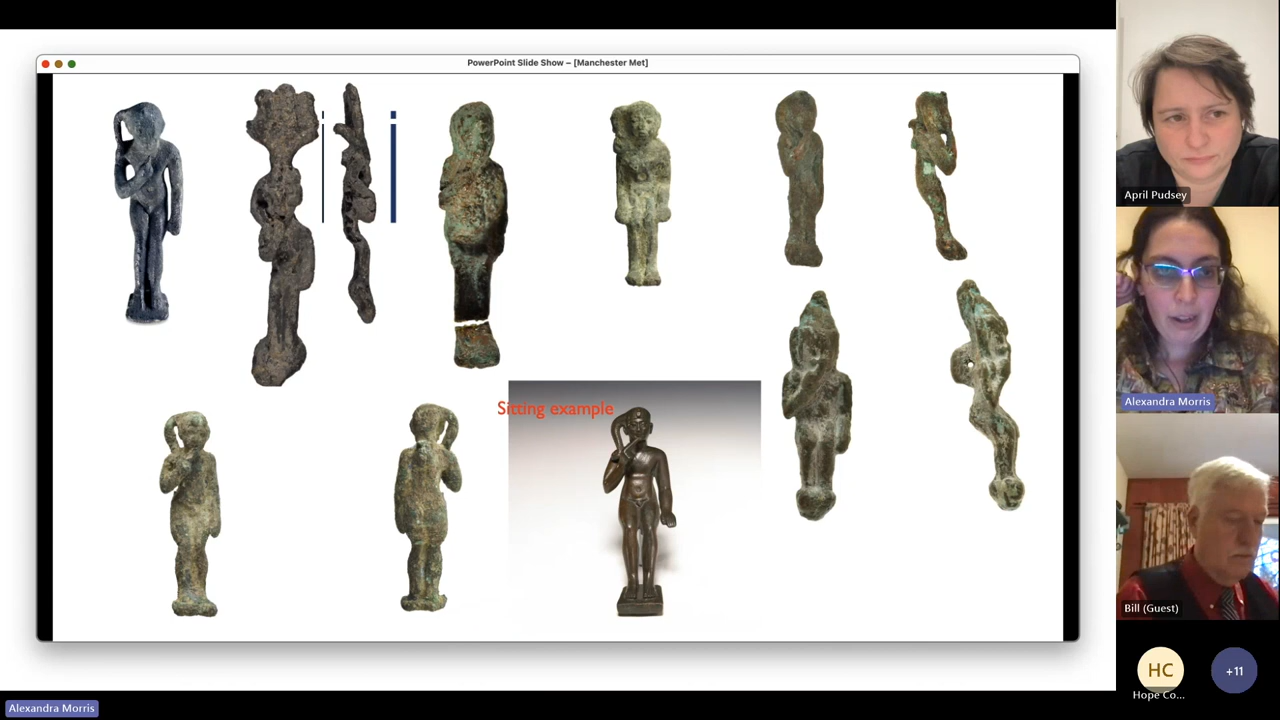 PowerPoint Slide Show – [Manchester Met]
Sitting example
April Pudsey
Alexandra Morris
Bill (Guest)
HC
Hope Co...
+11
Alexandra Morris